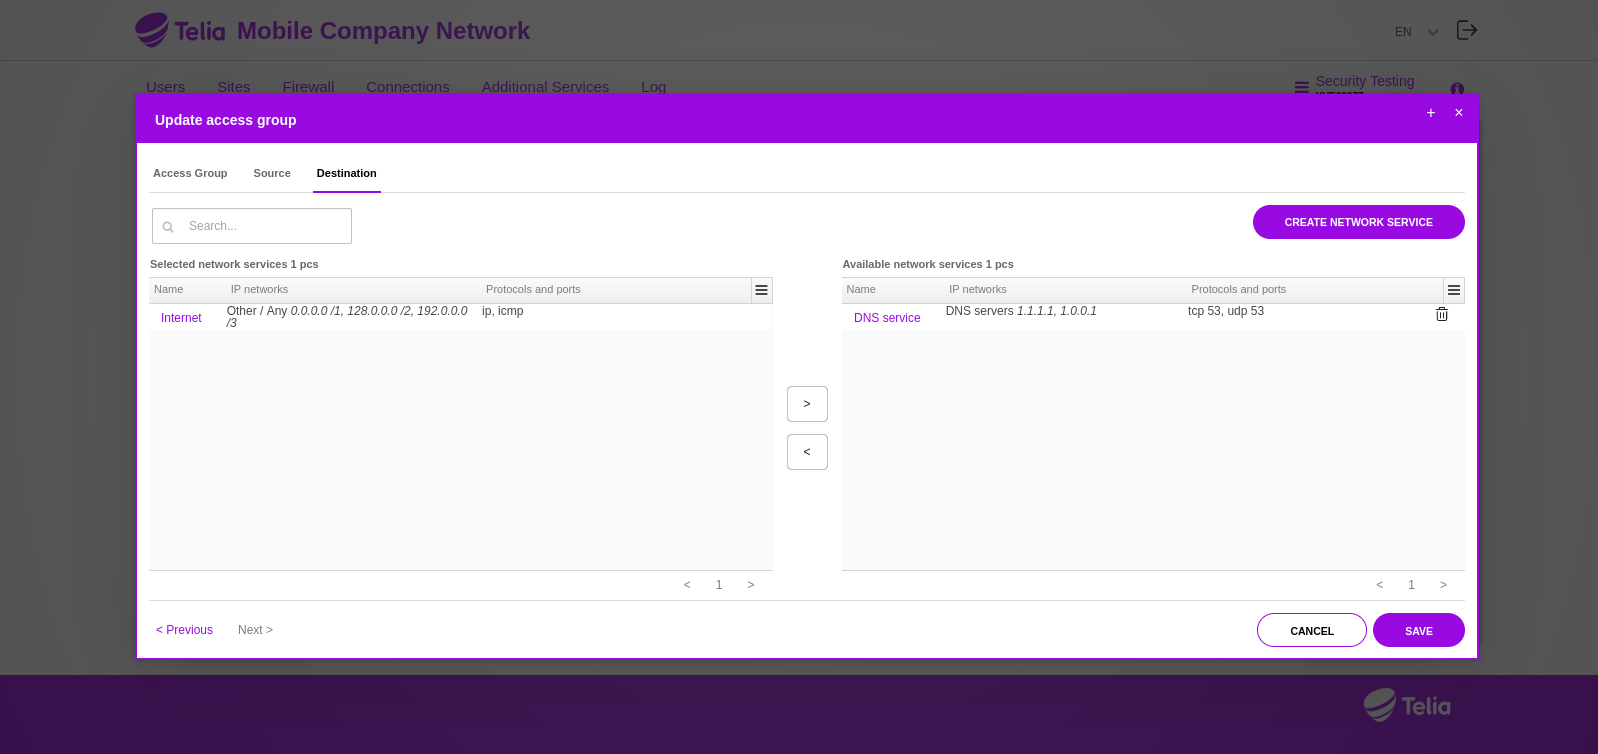 Telia Mobile Company Network
EN
Users Sites Firewall Connections Additional Services Log
Security Testing
Update access group + ×
Access Group Source Destination
Search...
CREATE NETWORK SERVICE
Selected network services 1 pcs
Name IP networks Protocols and ports
Internet Other / Any 0.0.0.0 /1, 128.0.0.0 /2, 192.0.0.0 /3 ip, icmp
Available network services 1 pcs
Name IP networks Protocols and ports
DNS service DNS servers 1.1.1.1, 1.0.0.1 tcp 53, udp 53
>
<
< 1 >
< 1 >
< Previous Next >
CANCEL SAVE
Telia